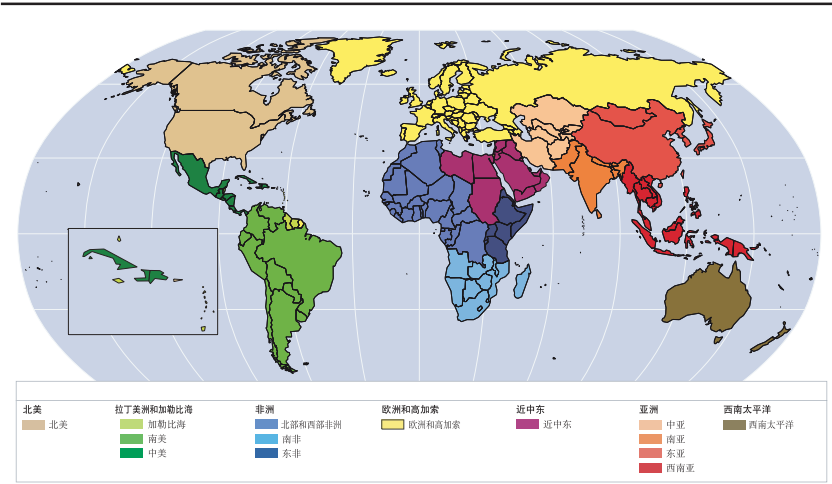 北美
北美
拉丁美洲和加勒比海
加勒比海
南美
中美
非洲
北部和西部非洲
南非
东非
欧洲和高加索
欧洲和高加索
近中东
近中东
亚洲
中亚
南亚
东亚
西南亚
西南太平洋
西南太平洋